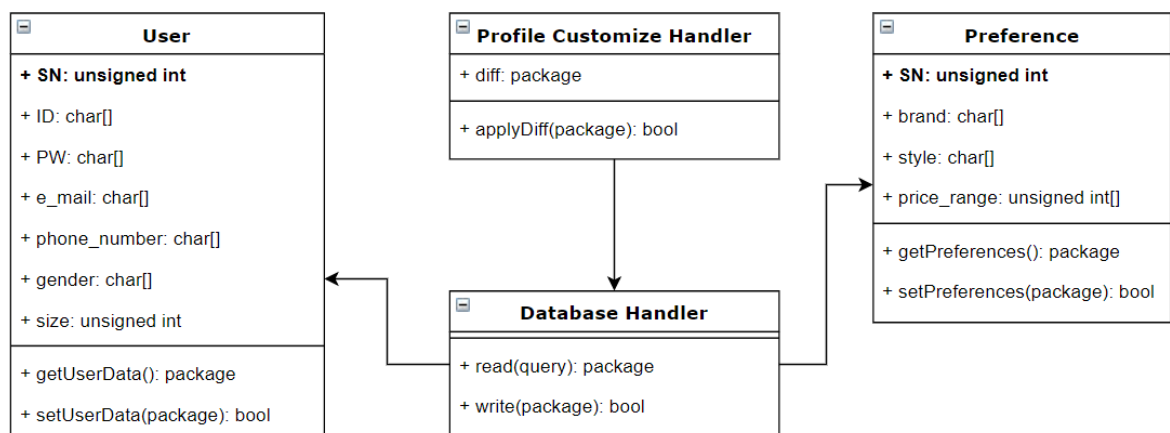 User
+ SN: unsigned int
+ ID: char[]
+ PW: char[]
+ e_mail: char[]
+ phone_number: char[]
+ gender: char[]
+ size: unsigned int
+ getUserData(): package
+ setUserData(package): bool
Profile Customize Handler
+ diff: package
+ applyDiff(package): bool
Database Handler
+ read(query): package
+ write(package): bool
Preference
+ SN: unsigned int
+ brand: char[]
+ style: char[]
+ price_range: unsigned int[]
+ getPreferences(): package
+ setPreferences(package): bool